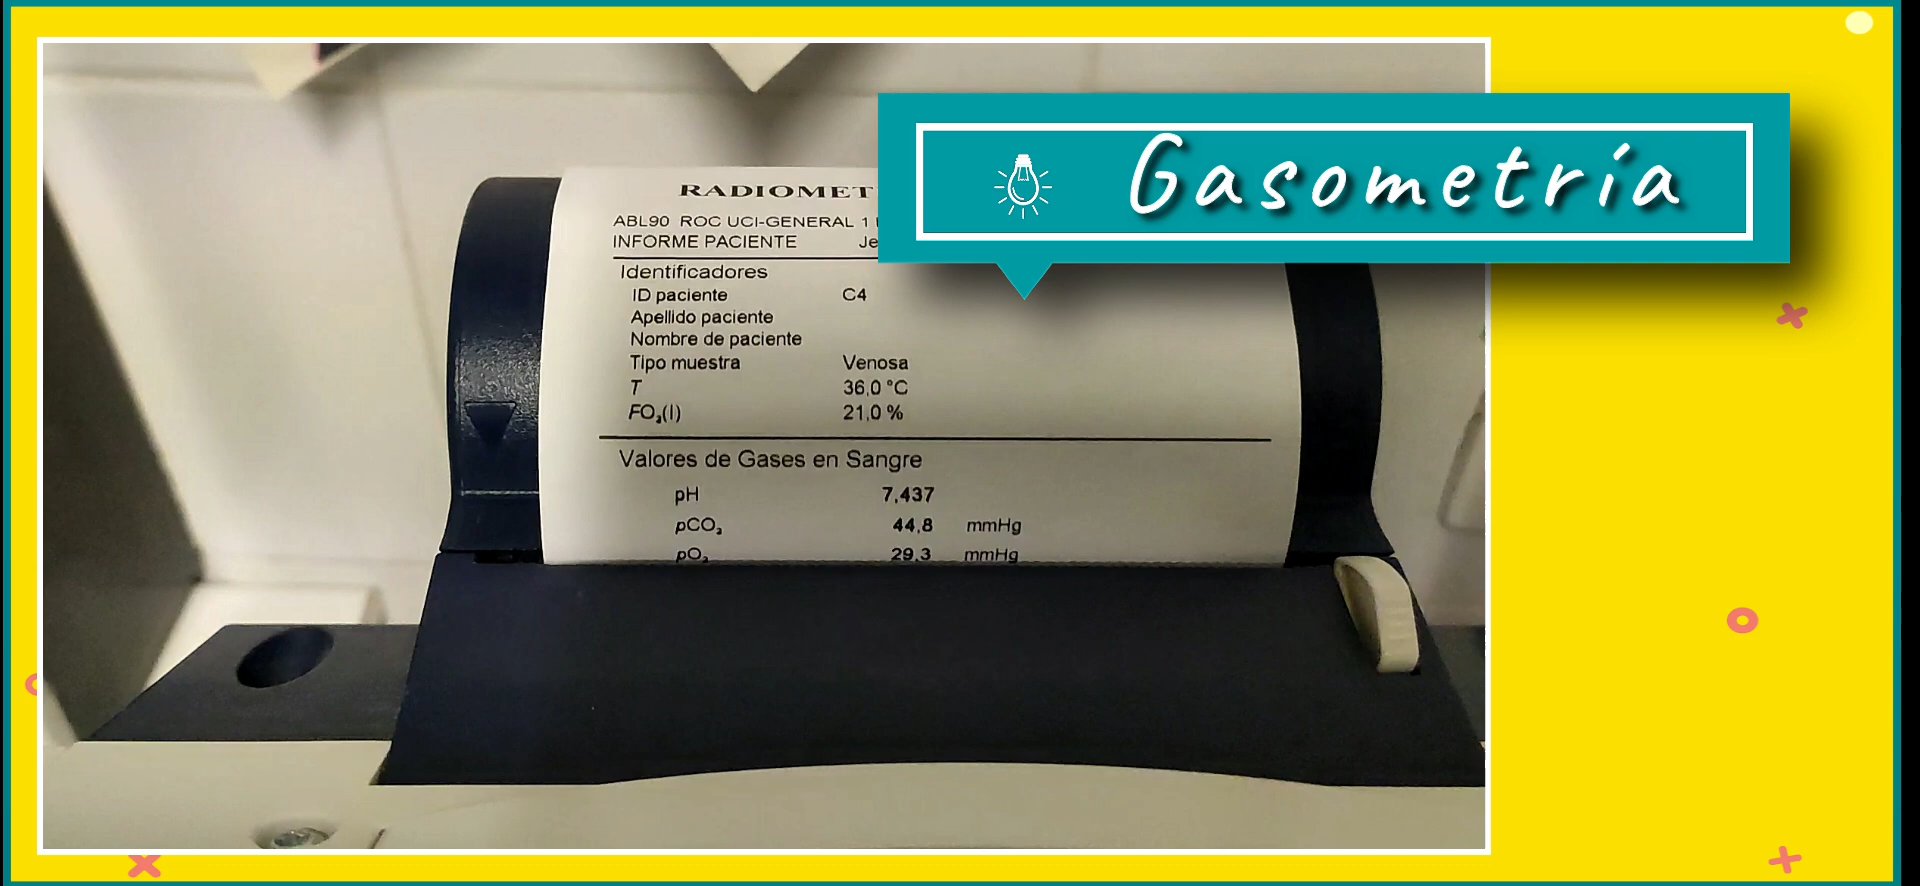 Gasometría
RADIOMET
ABL90 ROC UCI-GENERAL 1
INFORME PACIENTE Je
Identificadores
ID paciente C4
Apellido paciente
Nombre de paciente
Tipo muestra Venosa
T 36,0 °C
FO₂(I) 21,0 %
Valores de Gases en Sangre
pH 7,437
pCO₂ 44,8 mmHg
pO₂ 29,3 mmHg